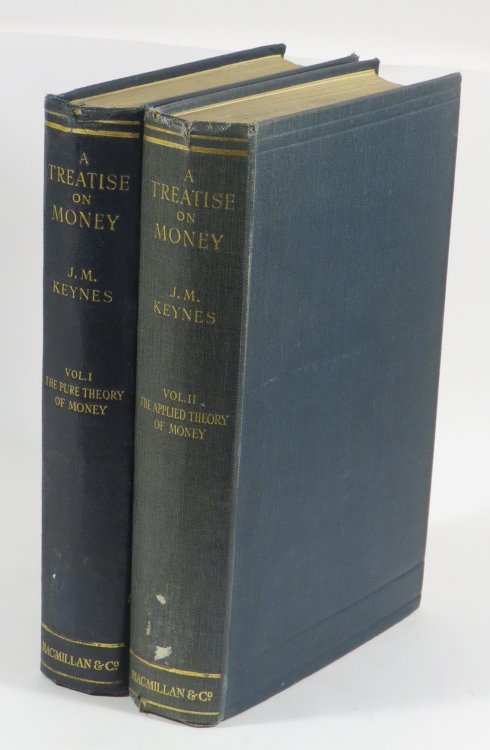 A
TREATISE
ON
MONEY
J. M.
KEYNES
VOL. I
THE PURE THEORY
OF MONEY
MACMILLAN & Co
A
TREATISE
ON
MONEY
J. M.
KEYNES
VOL. II
THE APPLIED THEORY
OF MONEY
MACMILLAN & Co